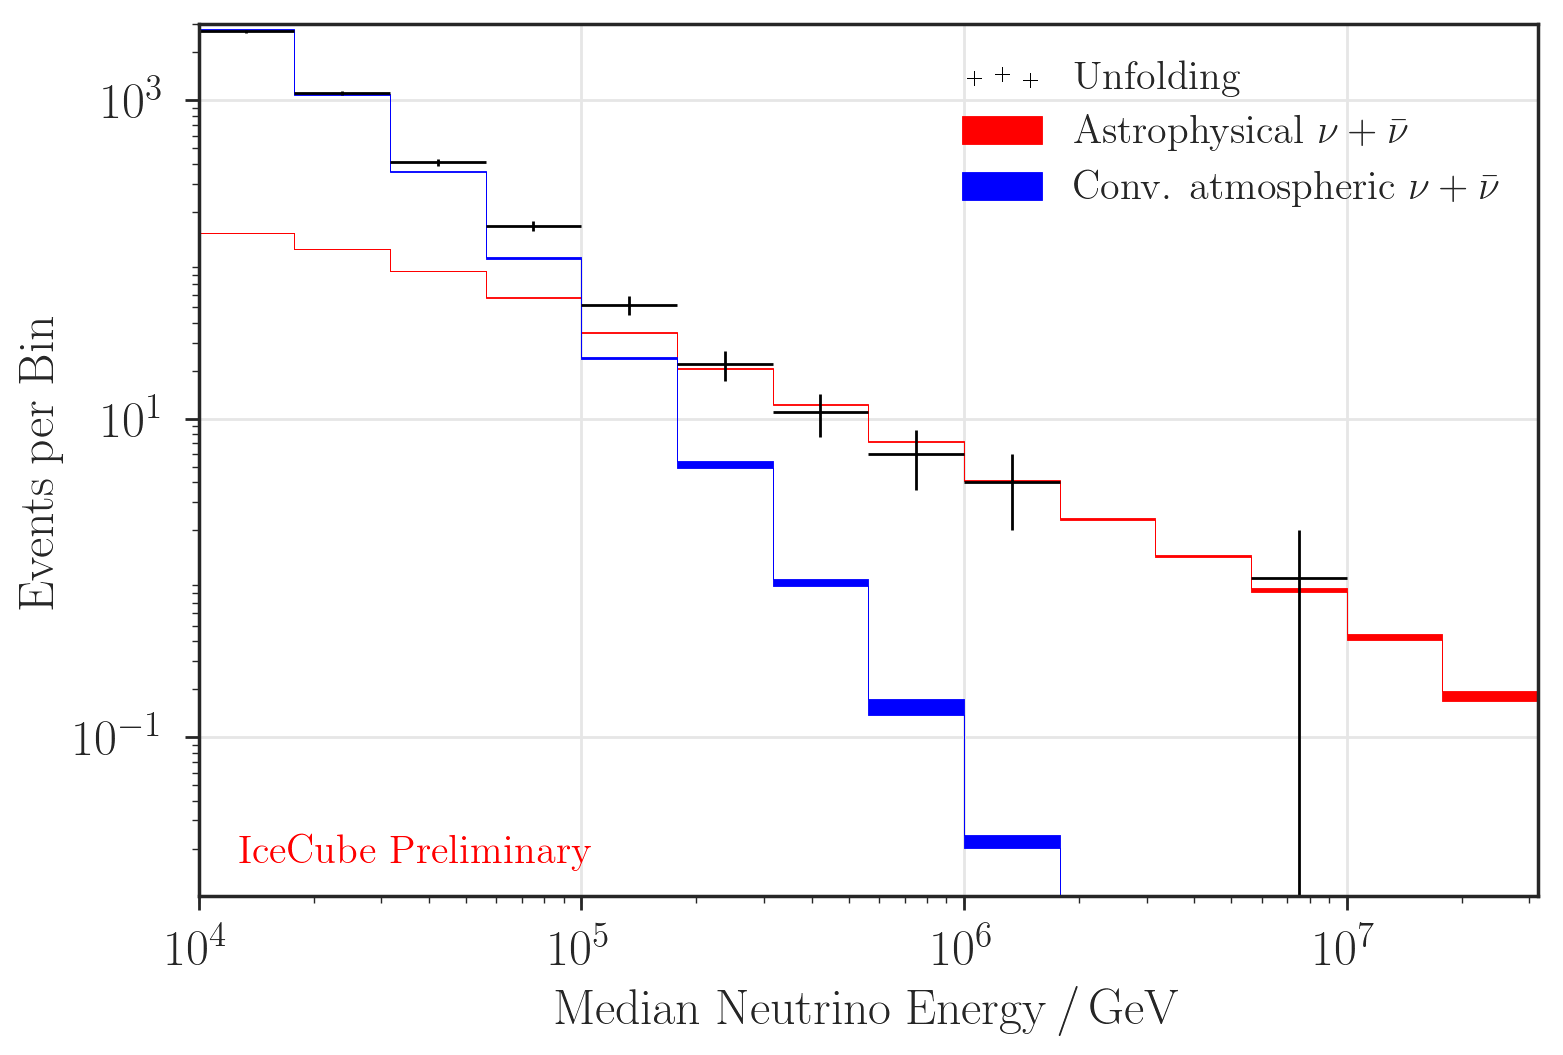 Unfolding
Astrophysical ν + ν̄
Conv. atmospheric ν + ν̄
10³
10¹
10⁻¹
Events per Bin
IceCube Preliminary
10⁴ 10⁵ 10⁶ 10⁷
Median Neutrino Energy / GeV